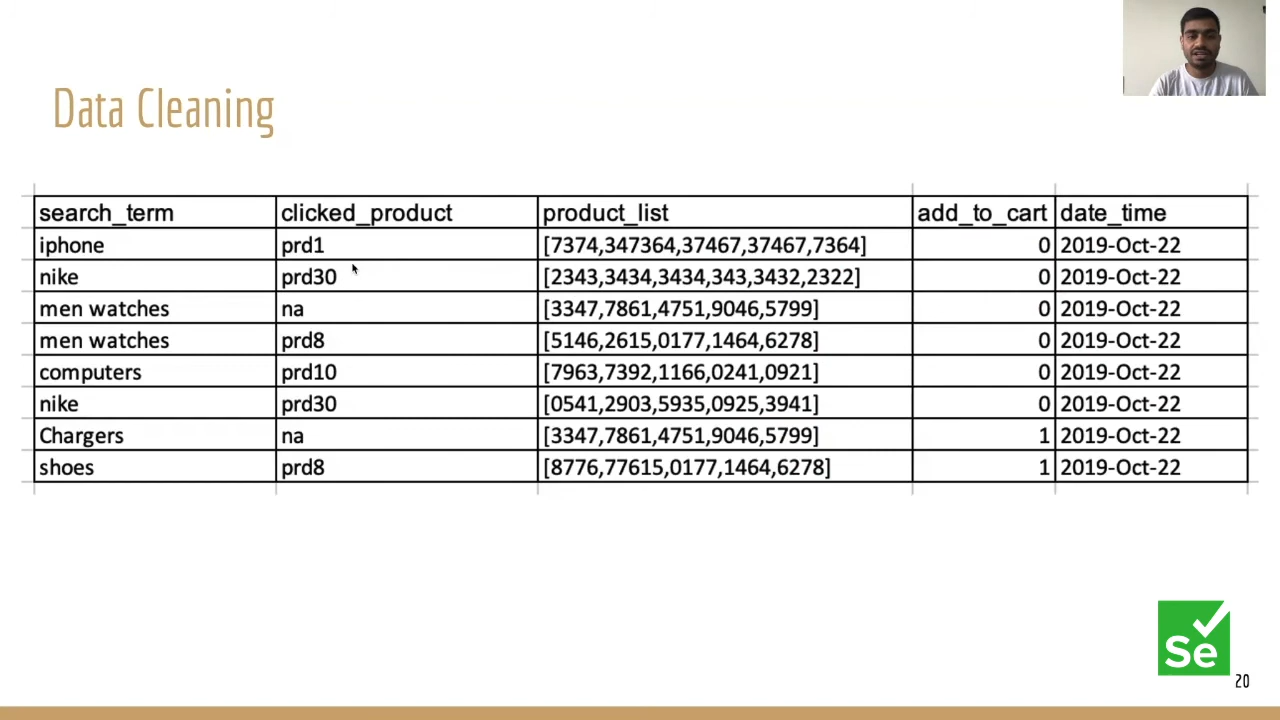 Data Cleaning
search_term clicked_product product_list add_to_cart date_time
iphone prd1 [7374,347364,37467,37467,7364] 0 2019-Oct-22
nike prd30 [2343,3434,3434,343,3432,2322] 0 2019-Oct-22
men watches na [3347,7861,4751,9046,5799] 0 2019-Oct-22
men watches prd8 [5146,2615,0177,1464,6278] 0 2019-Oct-22
computers prd10 [7963,7392,1166,0241,0921] 0 2019-Oct-22
nike prd30 [0541,2903,5935,0925,3941] 0 2019-Oct-22
Chargers na [3347,7861,4751,9046,5799] 1 2019-Oct-22
shoes prd8 [8776,77615,0177,1464,6278] 1 2019-Oct-22
Se
20